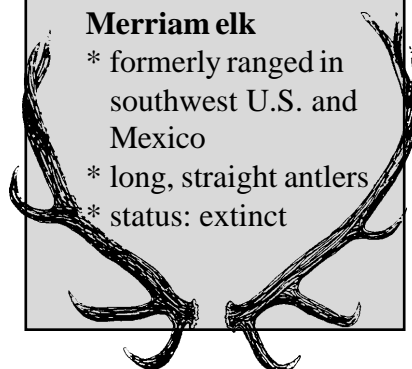 Merriam elk
* formerly ranged in
southwest U.S. and
Mexico
* long, straight antlers
* status: extinct